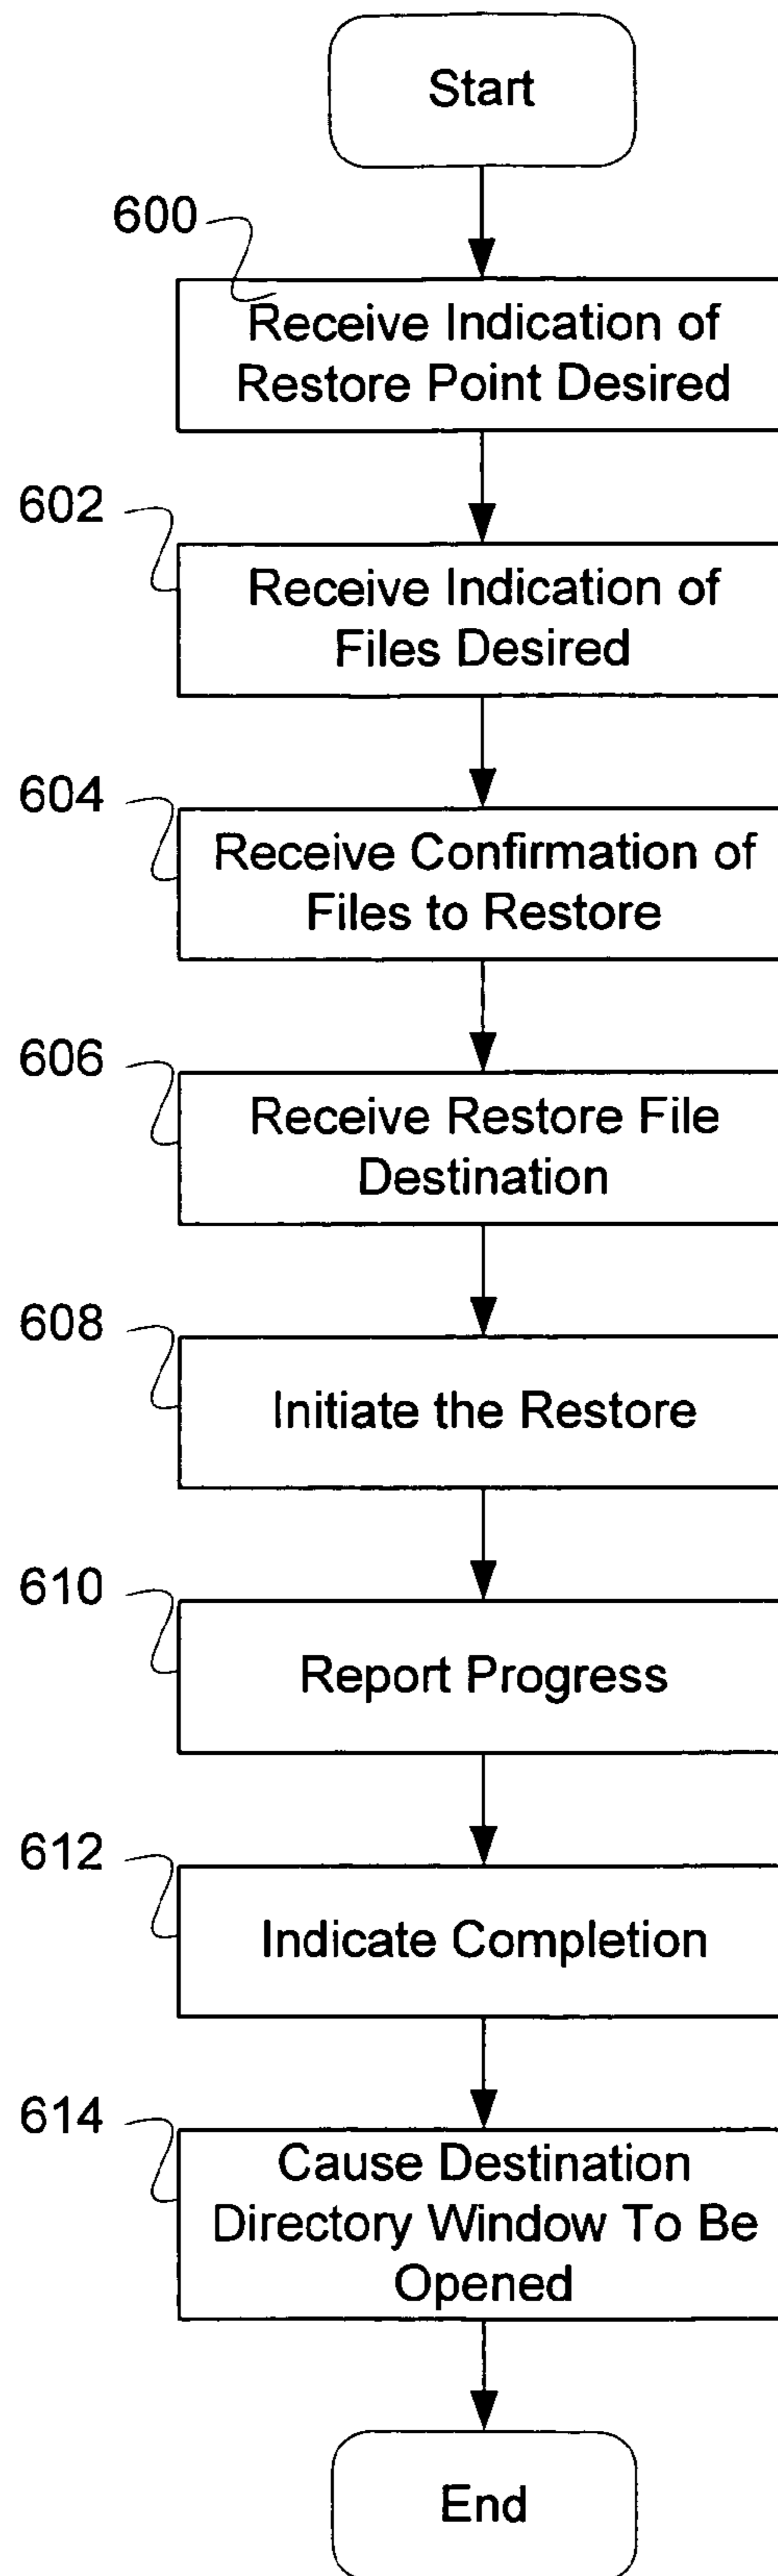 Start
600
Receive Indication of
Restore Point Desired
602
Receive Indication of
Files Desired
604
Receive Confirmation of
Files to Restore
606
Receive Restore File
Destination
608
Initiate the Restore
610
Report Progress
612
Indicate Completion
614
Cause Destination
Directory Window To Be
Opened
End